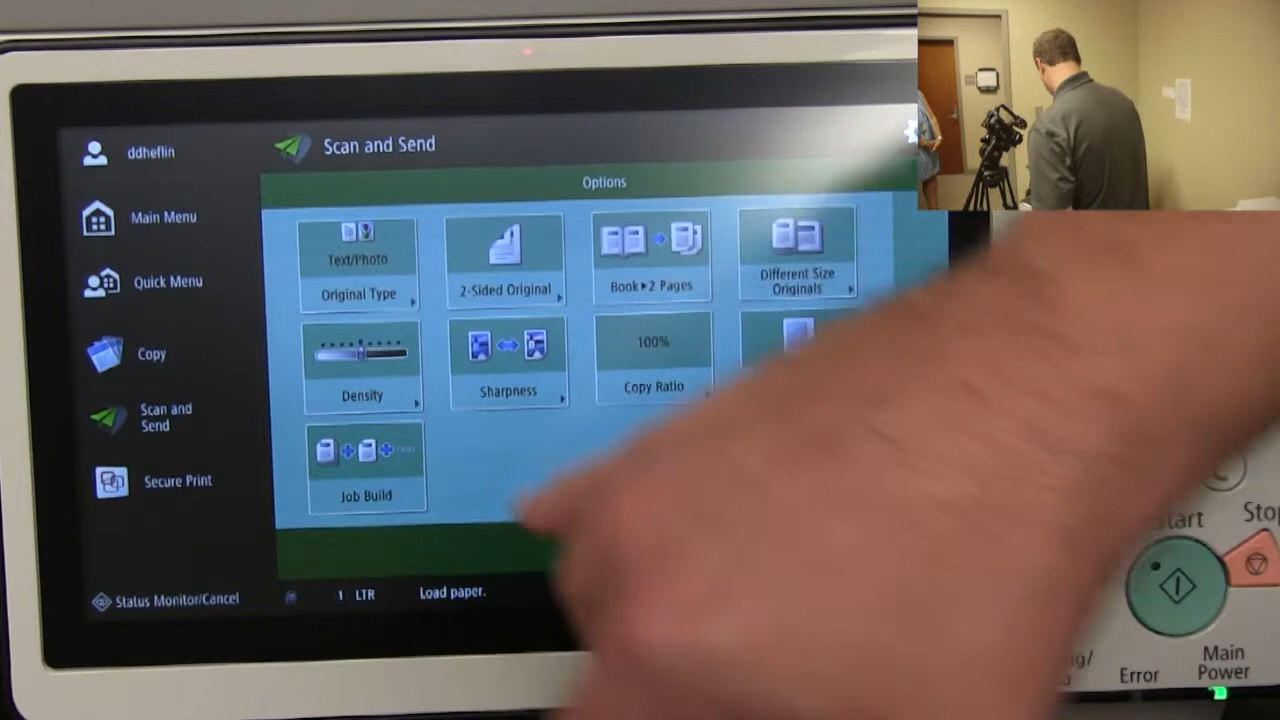 ddheflin
Main Menu
Quick Menu
Copy
Scan and
Send
Secure Print
Status Monitor/Cancel
Scan and Send
Options
Text/Photo
Original Type
2-Sided Original
Book►2 Pages
Different Size
Originals
Density
Sharpness
100%
Copy Ratio
Job Build
1 LTR Load paper.
Error
Main
Power